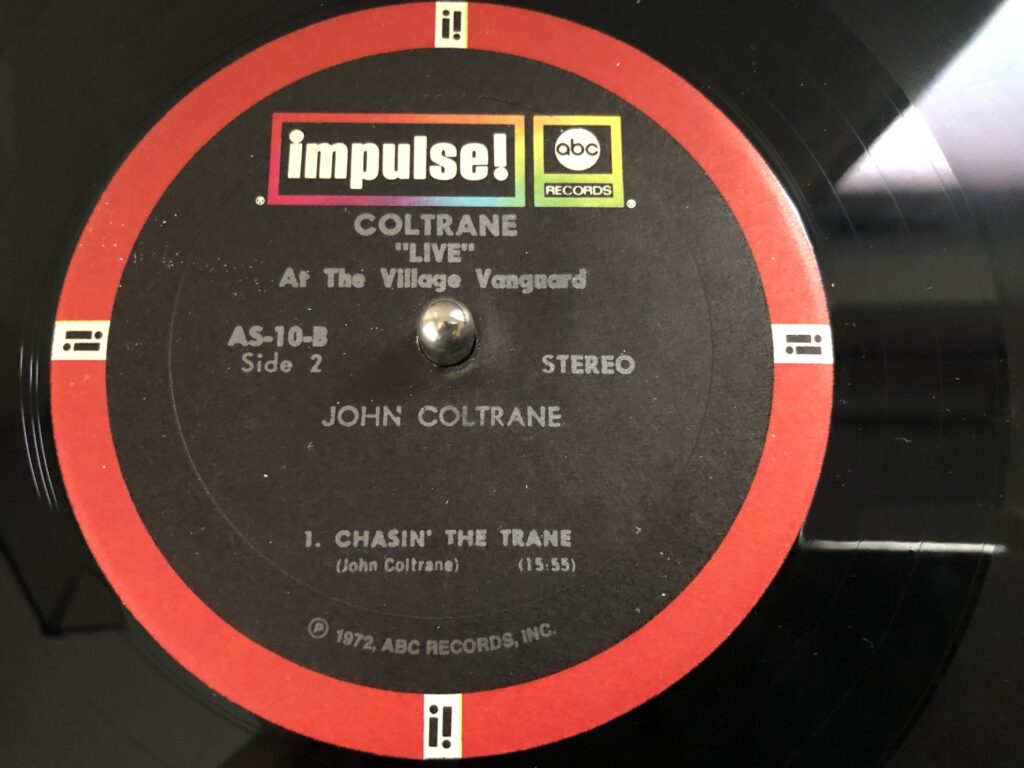 i!
impulse! abc
RECORDS
® ®
COLTRANE
"LIVE"
At The Village Vanguard
AS-10-B
Side 2 STEREO
JOHN COLTRANE
1. CHASIN' THE TRANE
(John Coltrane) (15:55)
℗ 1972, ABC RECORDS, INC.
i!
i!
i!